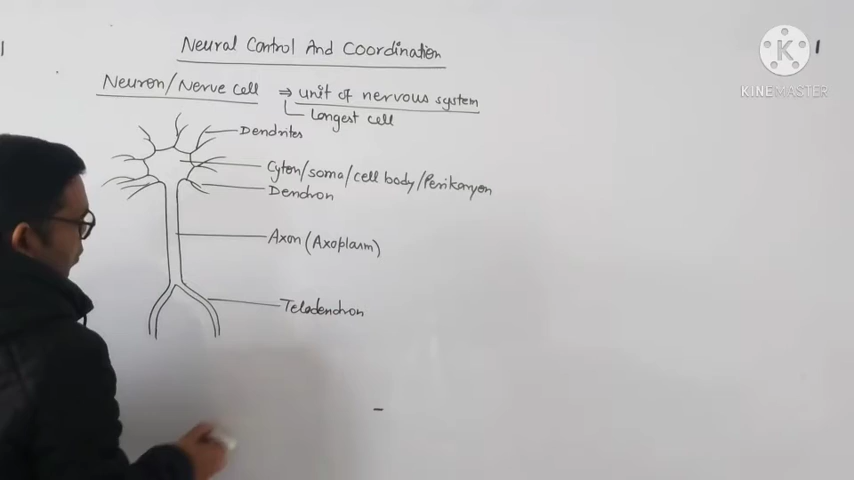 Neural Control And Coordination
Neuron/Nerve cell ⇒ unit of nervous system
Longest cell
Dendrites
Cyton/soma/cell body/Perikaryon
Dendron
Axon (Axoplasm)
Teladendron
K
KINEMASTER